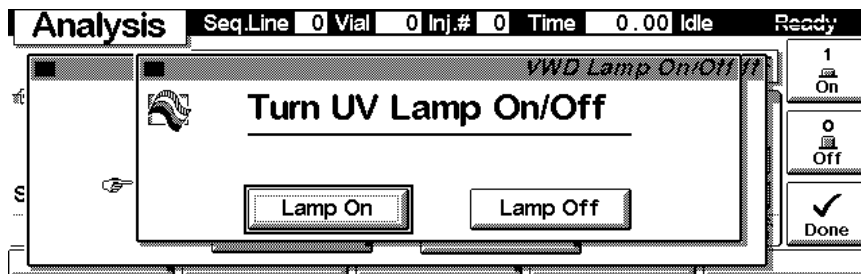 Analysis Seq.Line 0 Vial 0 Inj.# 0 Time 0.00 Idle Ready
VWD Lamp On/Off
Turn UV Lamp On/Off
Lamp On Lamp Off
1
On
0
Off
Done